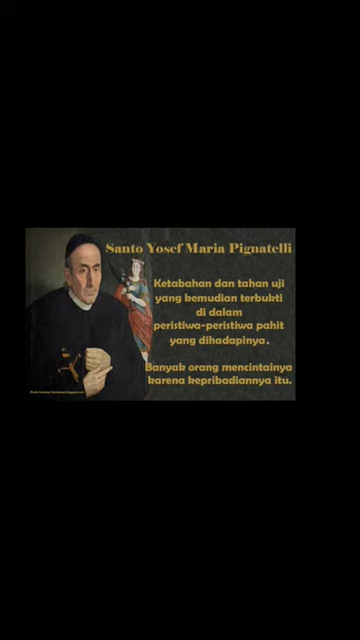 Santo Yosef Maria Pignatelli
Ketabahan dan tahan uji
yang kemudian terbukti
di dalam
peristiwa-peristiwa pahit
yang dihadapinya.
Banyak orang mencintainya
karena kepribadiannya itu.